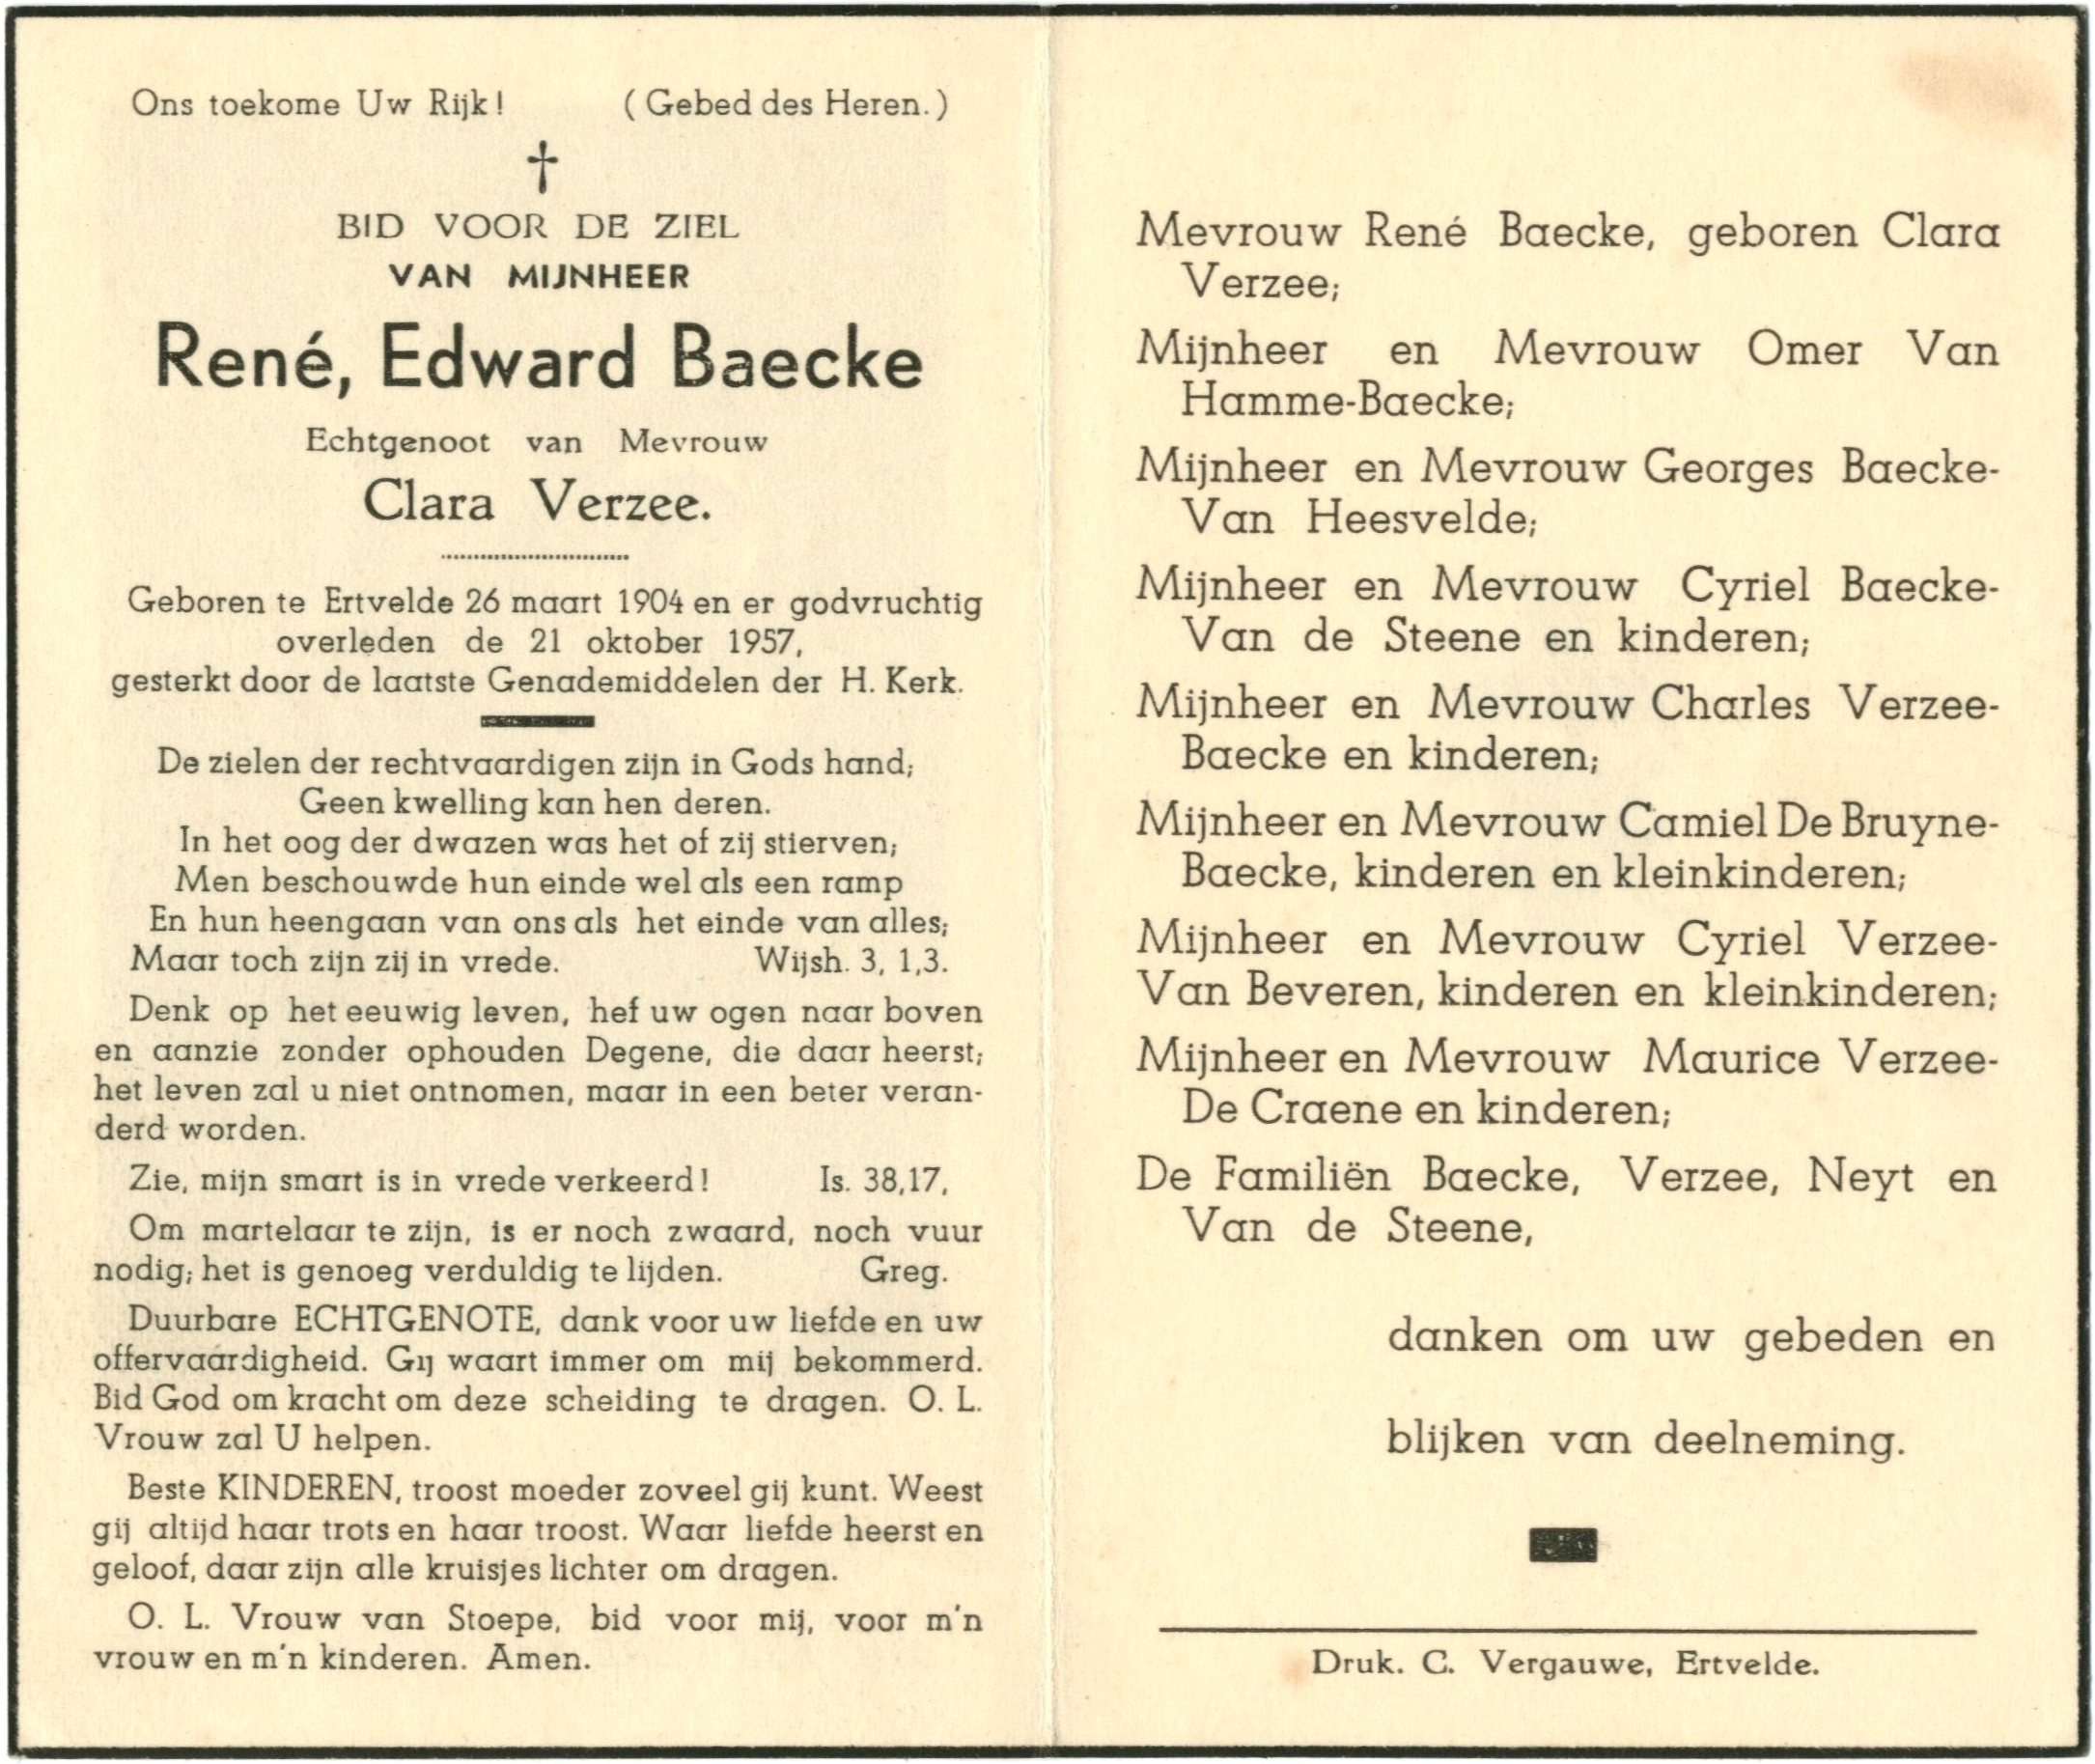 Ons toekome Uw Rijk! (Gebed des Heren.)
BID VOOR DE ZIEL
VAN MIJNHEER
René, Edward Baecke
Echtgenoot van Mevrouw
Clara Verzee.
Geboren te Ertvelde 26 maart 1904 en er godvruchtig
overleden de 21 oktober 1957,
gesterkt door de laatste Genademiddelen der H. Kerk.
De zielen der rechtvaardigen zijn in Gods hand;
Geen kwelling kan hen deren.
In het oog der dwazen was het of zij stierven;
Men beschouwde hun einde wel als een ramp
En hun heengaan van ons als het einde van alles;
Maar toch zijn zij in vrede. Wijsh. 3, 1,3.
Denk op het eeuwig leven, hef uw ogen naar boven
en aanzie zonder ophouden Degene, die daar heerst;
het leven zal u niet ontnomen, maar in een beter veran-
derd worden.
Zie, mijn smart is in vrede verkeerd! Is. 38,17,
Om martelaar te zijn, is er noch zwaard, noch vuur
nodig; het is genoeg verduldig te lijden. Greg.
Duurbare ECHTGENOTE, dank voor uw liefde en uw
offervaardigheid. Gij waart immer om mij bekommerd.
Bid God om kracht om deze scheiding te dragen. O. L.
Vrouw zal U helpen.
Beste KINDEREN, troost moeder zoveel gij kunt. Weest
gij altijd haar trots en haar troost. Waar liefde heerst en
geloof, daar zijn alle kruisjes lichter om dragen.
O. L. Vrouw van Stoepe, bid voor mij, voor m'n
vrouw en m'n kinderen. Amen.
Mevrouw René Baecke, geboren Clara
Verzee;
Mijnheer en Mevrouw Omer Van
Hamme-Baecke;
Mijnheer en Mevrouw Georges Baecke-
Van Heesvelde;
Mijnheer en Mevrouw Cyriel Baecke-
Van de Steene en kinderen;
Mijnheer en Mevrouw Charles Verzee-
Baecke en kinderen;
Mijnheer en Mevrouw Camiel De Bruyne-
Baecke, kinderen en kleinkinderen;
Mijnheer en Mevrouw Cyriel Verzee-
Van Beveren, kinderen en kleinkinderen;
Mijnheer en Mevrouw Maurice Verzee-
De Craene en kinderen;
De Familiën Baecke, Verzee, Neyt en
Van de Steene,
danken om uw gebeden en
blijken van deelneming.
Druk. C. Vergauwe, Ertvelde.